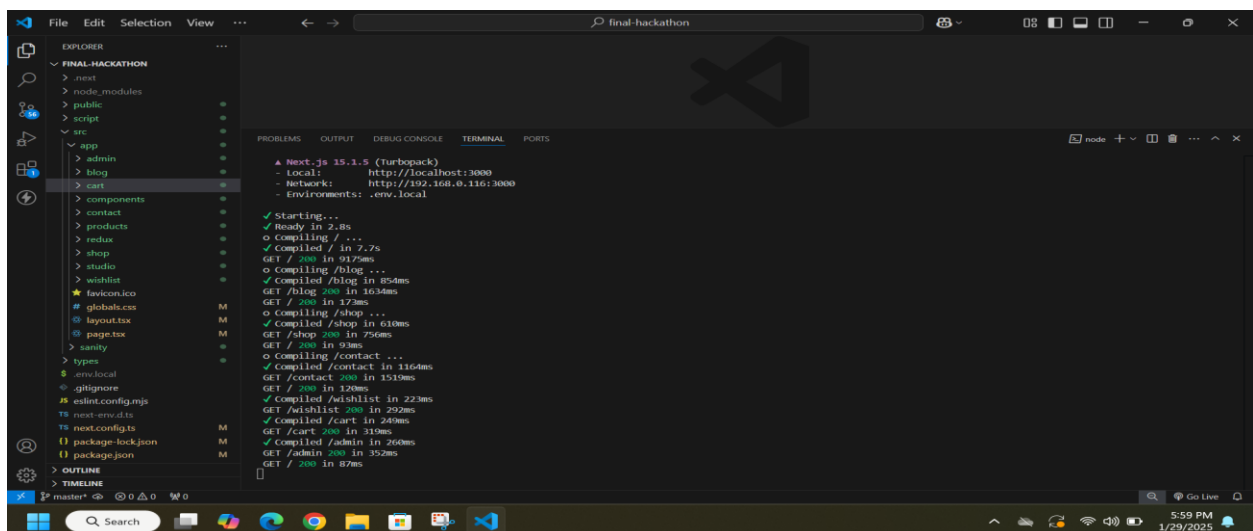 File Edit Selection View ··· final-hackathon
EXPLORER ···
FINAL-HACKATHON
.next
node_modules
public
script
src
app
admin
blog
cart
components
contact
products
redux
shop
studio
wishlist
favicon.ico
# globals.css M
layout.tsx M
page.tsx M
sanity
types
$ .env.local
.gitignore
JS eslint.config.mjs
TS next-env.d.ts
TS next.config.ts M
{} package-lock.json M
{} package.json M
OUTLINE
TIMELINE
56
1
PROBLEMS OUTPUT DEBUG CONSOLE TERMINAL PORTS node
▲ Next.js 15.1.5 (Turbopack)
- Local: http://localhost:3000
- Network: http://192.168.0.116:3000
- Environments: .env.local
✓ Starting...
✓ Ready in 2.8s
○ Compiling / ...
✓ Compiled / in 7.7s
GET / 200 in 9175ms
○ Compiling /blog ...
✓ Compiled /blog in 854ms
GET /blog 200 in 1634ms
GET / 200 in 173ms
○ Compiling /shop ...
✓ Compiled /shop in 610ms
GET /shop 200 in 756ms
GET / 200 in 93ms
○ Compiling /contact ...
✓ Compiled /contact in 1164ms
GET /contact 200 in 1519ms
GET / 200 in 120ms
✓ Compiled /wishlist in 223ms
GET /wishlist 200 in 292ms
✓ Compiled /cart in 249ms
GET /cart 200 in 319ms
✓ Compiled /admin in 260ms
GET /admin 200 in 352ms
GET / 200 in 87ms
master* 0 0 0 Go Live
Search 5:59 PM
1/29/2025